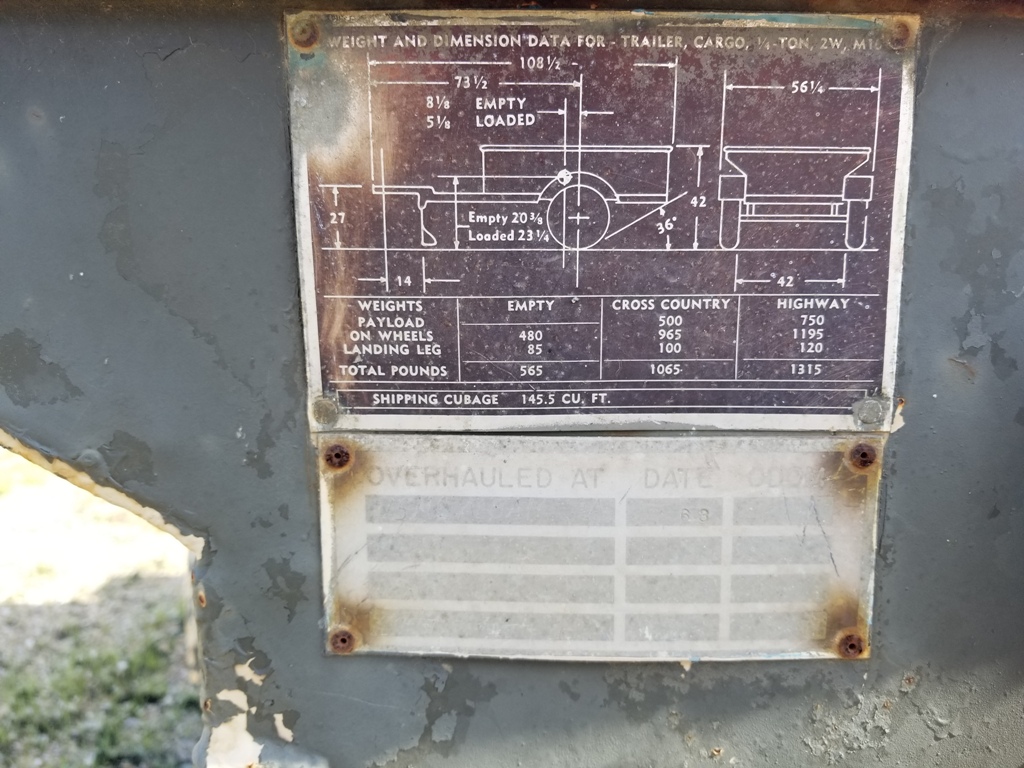 WEIGHT AND DIMENSION DATA FOR - TRAILER, CARGO, ¼-TON, 2W,
108½
73½
56¼
8⅛ EMPTY
5⅛ LOADED
42
27
Empty 20⅜
Loaded 23¼
36°
14
42
WEIGHTS EMPTY CROSS COUNTRY HIGHWAY
PAYLOAD 500 750
ON WHEELS 480 965 1195
LANDING LEG 85 100 120
TOTAL POUNDS 565 1065 1315
SHIPPING CUBAGE 145.5 CU. FT.
OVERHAULED AT DATE